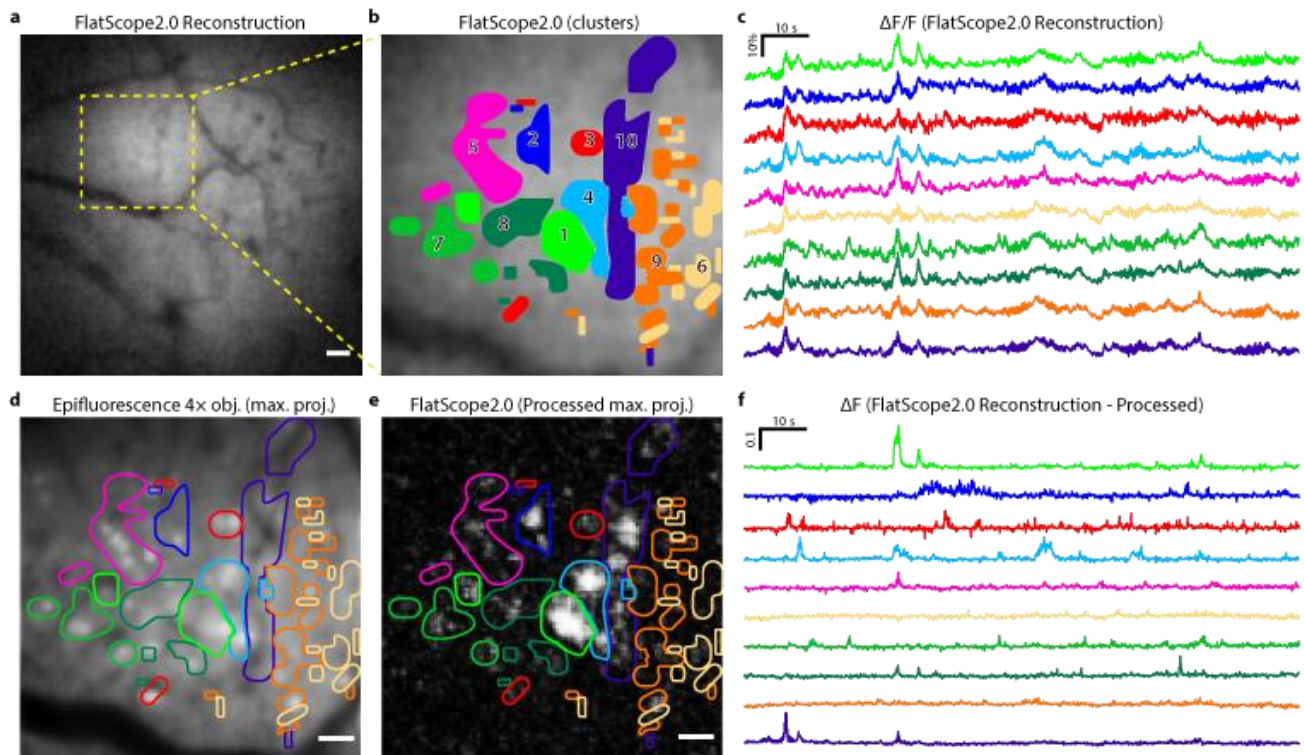 a
FlatScope2.0 Reconstruction
b
FlatScope2.0 (clusters)
5
2
3
10
4
7
8
1
9
6
c
ΔF/F (FlatScope2.0 Reconstruction)
10 s
10%
d
Epifluorescence 4× obj. (max. proj.)
e
FlatScope2.0 (Processed max. proj.)
f
ΔF (FlatScope2.0 Reconstruction - Processed)
10 s
0.1